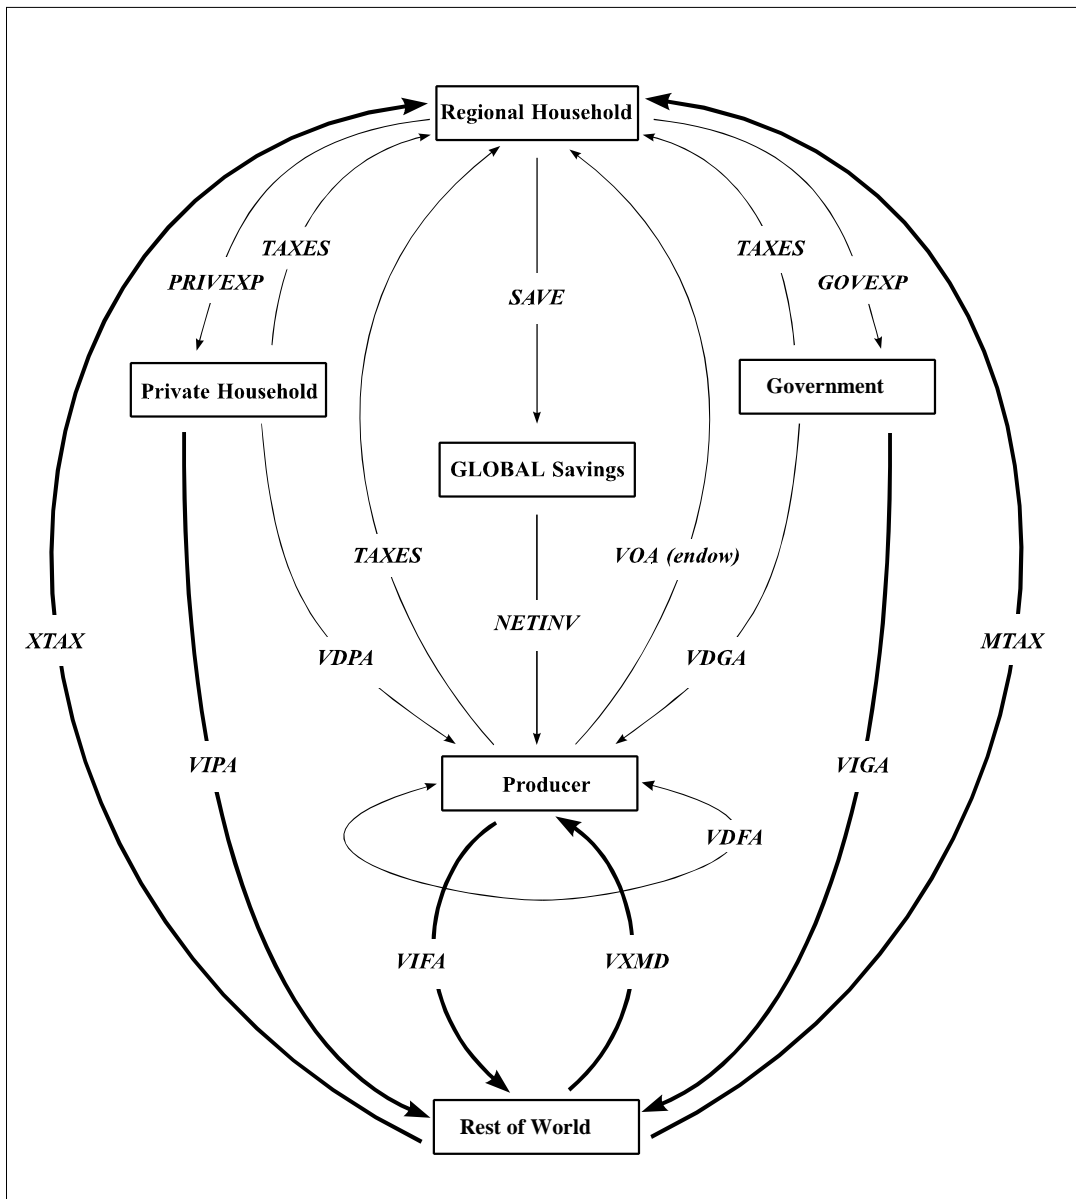 Regional Household
TAXES
TAXES
PRIVEXP
GOVEXP
SAVE
Private Household
Government
GLOBAL Savings
TAXES
VOA (endow)
NETINV
XTAX
MTAX
VDPA
VDGA
VIPA
VIGA
Producer
VDFA
VIFA
VXMD
Rest of World